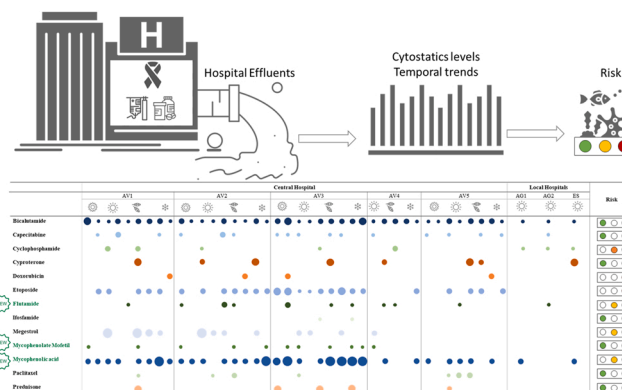 H
Hospital Effluents
Cytostatics levels
Temporal trends
Risk
Central Hospital
Local Hospitals
AV1 AV2 AV3 AV4 AV5 AG1 AG2 ES
Risk
Bicalutamide
Capecitabine
Cyclophosphamide
Cyproterone
Doxorubicin
Etoposide
Flutamide
Ifosfamide
Megestrol
Mycophenolate Mofetil
Mycophenolic acid
Paclitaxel
Prednisone